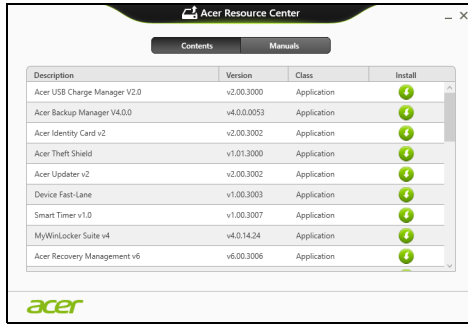 Acer Resource Center
Contents Manuals
Description Version Class Install
Acer USB Charge Manager V2.0 v2.00.3000 Application
Acer Backup Manager V4.0.0 v4.0.0.0053 Application
Acer Identity Card v2 v2.00.3002 Application
Acer Theft Shield v1.01.3000 Application
Acer Updater v2 v2.00.3002 Application
Device Fast-Lane v1.00.3003 Application
Smart Timer v1.0 v1.00.3007 Application
MyWinLocker Suite v4 v4.0.14.24 Application
Acer Recovery Management v6 v6.00.3006 Application
acer